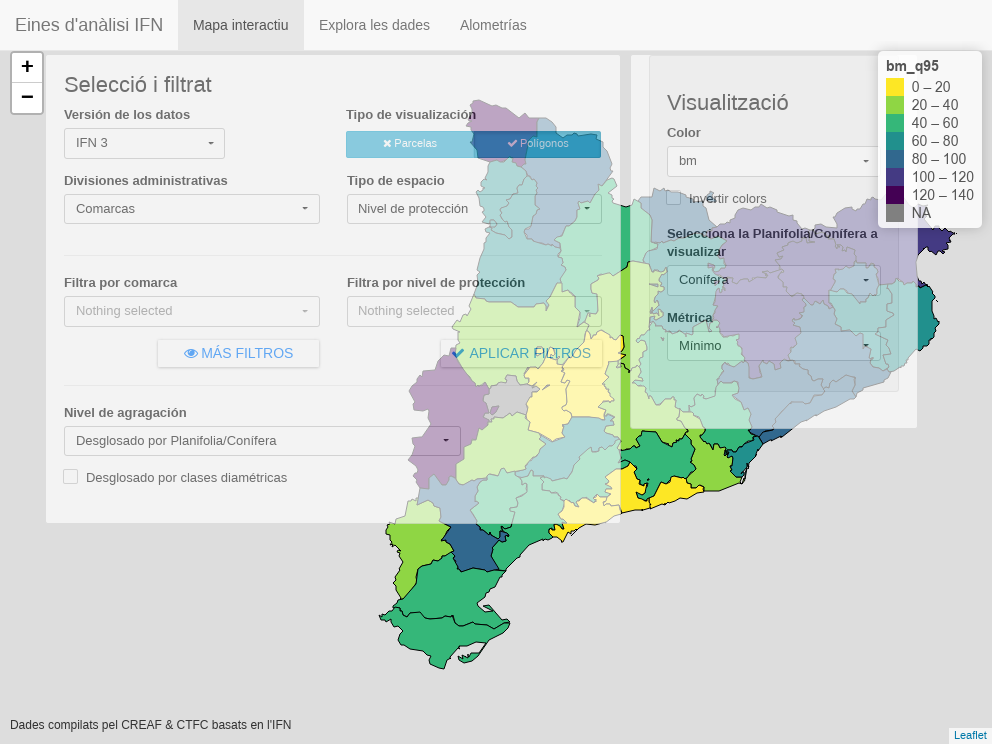 Eines d'anàlisi IFN Mapa interactiu Explora les dades Alometrías
+
−
Selecció i filtrat
Versión de los datos
IFN 3
Tipo de visualización
Parcelas Polígonos
Divisiones administrativas
Comarcas
Tipo de espacio
Nivel de protección
Filtra por comarca
Nothing selected
Filtra por nivel de protección
Nothing selected
MÁS FILTROS
APLICAR FILTROS
Nivel de agragación
Desglosado por Planifolia/Conífera
Desglosado por clases diamétricas
Visualització
Color
bm
Invertir colors
Selecciona la Planifolia/Conífera a
visualizar
Conífera
Métrica
Mínimo
bm_q95
0 – 20
20 – 40
40 – 60
60 – 80
80 – 100
100 – 120
120 – 140
NA
Dades compilats pel CREAF & CTFC basats en l'IFN
Leaflet